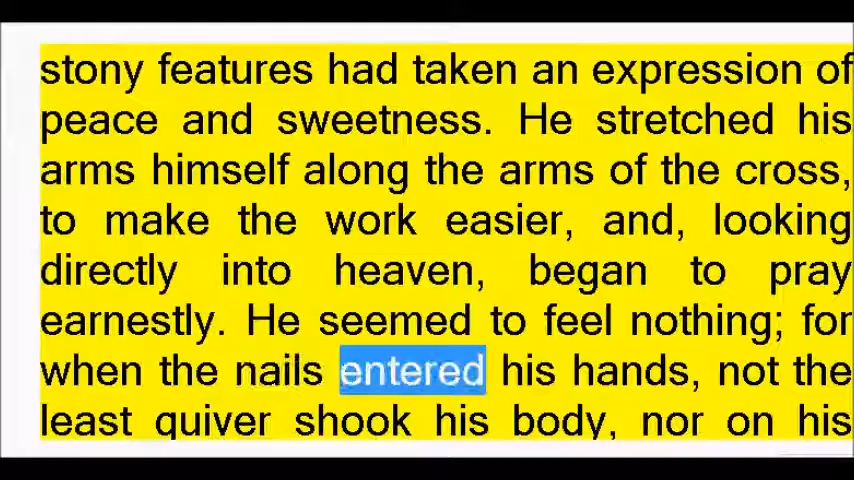 stony features had taken an expression of
peace and sweetness. He stretched his
arms himself along the arms of the cross,
to make the work easier, and, looking
directly into heaven, began to pray
earnestly. He seemed to feel nothing; for
when the nails entered his hands, not the
least quiver shook his body, nor on his